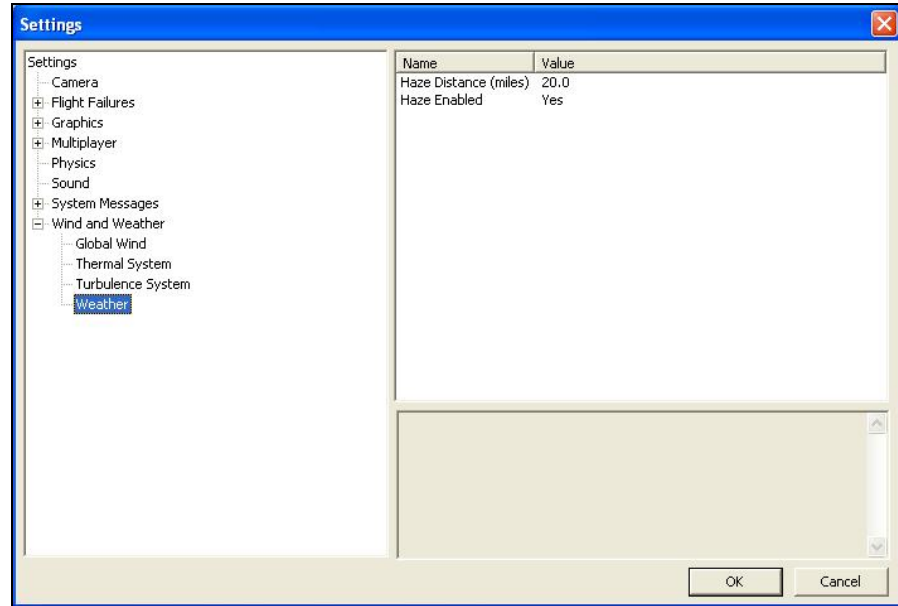 Settings
Settings
Camera
Flight Failures
Graphics
Multiplayer
Physics
Sound
System Messages
Wind and Weather
Global Wind
Thermal System
Turbulence System
Weather
Name Value
Haze Distance (miles) 20.0
Haze Enabled Yes
OK Cancel